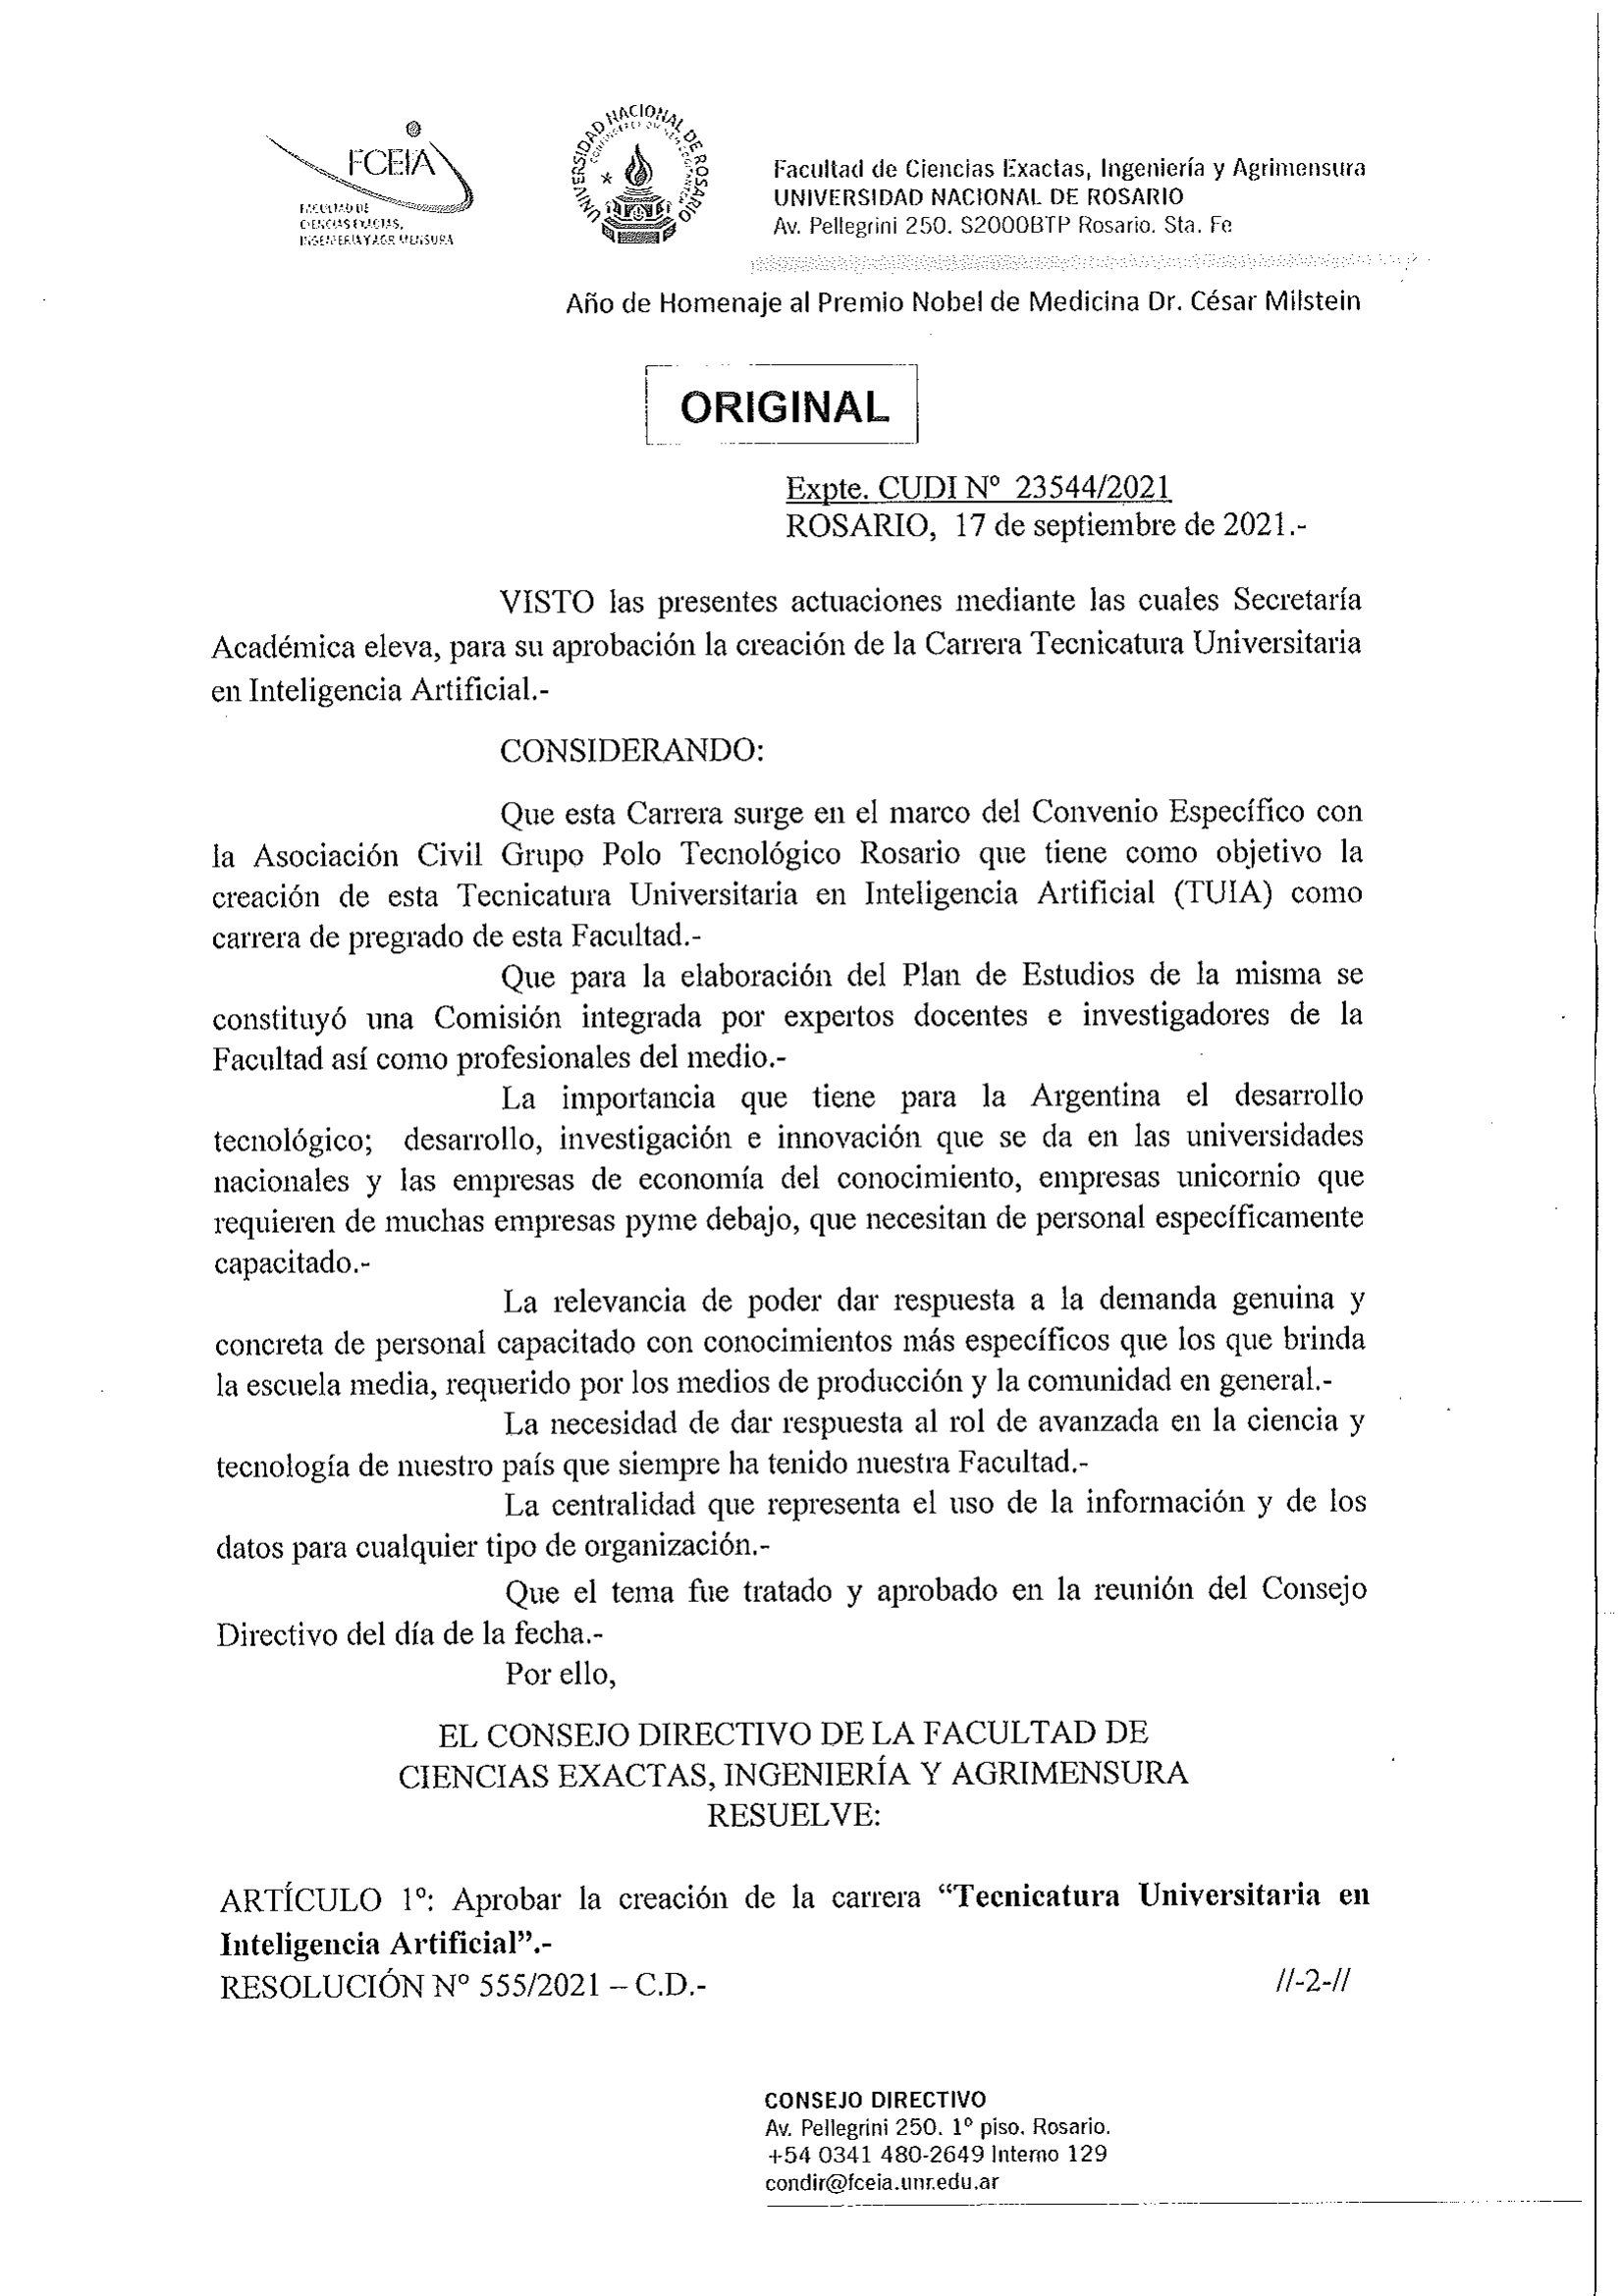 FCEIA
FACULTAD DE
CIENCIAS EXACTAS,
INGENIERIA Y AGRIMENSURA
UNIVERSIDAD NACIONAL DE ROSARIO
Facultad de Ciencias Exactas, Ingeniería y Agrimensura
UNIVERSIDAD NACIONAL DE ROSARIO
Av. Pellegrini 250. S2000BTP Rosario. Sta. Fe
Año de Homenaje al Premio Nobel de Medicina Dr. César Milstein
ORIGINAL
Expte. CUDI Nº 23544/2021
ROSARIO, 17 de septiembre de 2021.-
VISTO las presentes actuaciones mediante las cuales Secretaría
Académica eleva, para su aprobación la creación de la Carrera Tecnicatura Universitaria
en Inteligencia Artificial.-
CONSIDERANDO:
Que esta Carrera surge en el marco del Convenio Específico con
la Asociación Civil Grupo Polo Tecnológico Rosario que tiene como objetivo la
creación de esta Tecnicatura Universitaria en Inteligencia Artificial (TUIA) como
carrera de pregrado de esta Facultad.-
Que para la elaboración del Plan de Estudios de la misma se
constituyó una Comisión integrada por expertos docentes e investigadores de la
Facultad así como profesionales del medio.-
La importancia que tiene para la Argentina el desarrollo
tecnológico; desarrollo, investigación e innovación que se da en las universidades
nacionales y las empresas de economía del conocimiento, empresas unicornio que
requieren de muchas empresas pyme debajo, que necesitan de personal específicamente
capacitado.-
La relevancia de poder dar respuesta a la demanda genuina y
concreta de personal capacitado con conocimientos más específicos que los que brinda
la escuela media, requerido por los medios de producción y la comunidad en general.-
La necesidad de dar respuesta al rol de avanzada en la ciencia y
tecnología de nuestro país que siempre ha tenido nuestra Facultad.-
La centralidad que representa el uso de la información y de los
datos para cualquier tipo de organización.-
Que el tema fue tratado y aprobado en la reunión del Consejo
Directivo del día de la fecha.-
Por ello,
EL CONSEJO DIRECTIVO DE LA FACULTAD DE
CIENCIAS EXACTAS, INGENIERÍA Y AGRIMENSURA
RESUELVE:
ARTÍCULO 1º: Aprobar la creación de la carrera “Tecnicatura Universitaria en
Inteligencia Artificial”.-
RESOLUCIÓN Nº 555/2021 – C.D.- //-2-//
CONSEJO DIRECTIVO
Av. Pellegrini 250. 1º piso. Rosario.
+54 0341 480-2649 Interno 129
condir@fceia.unr.edu.ar